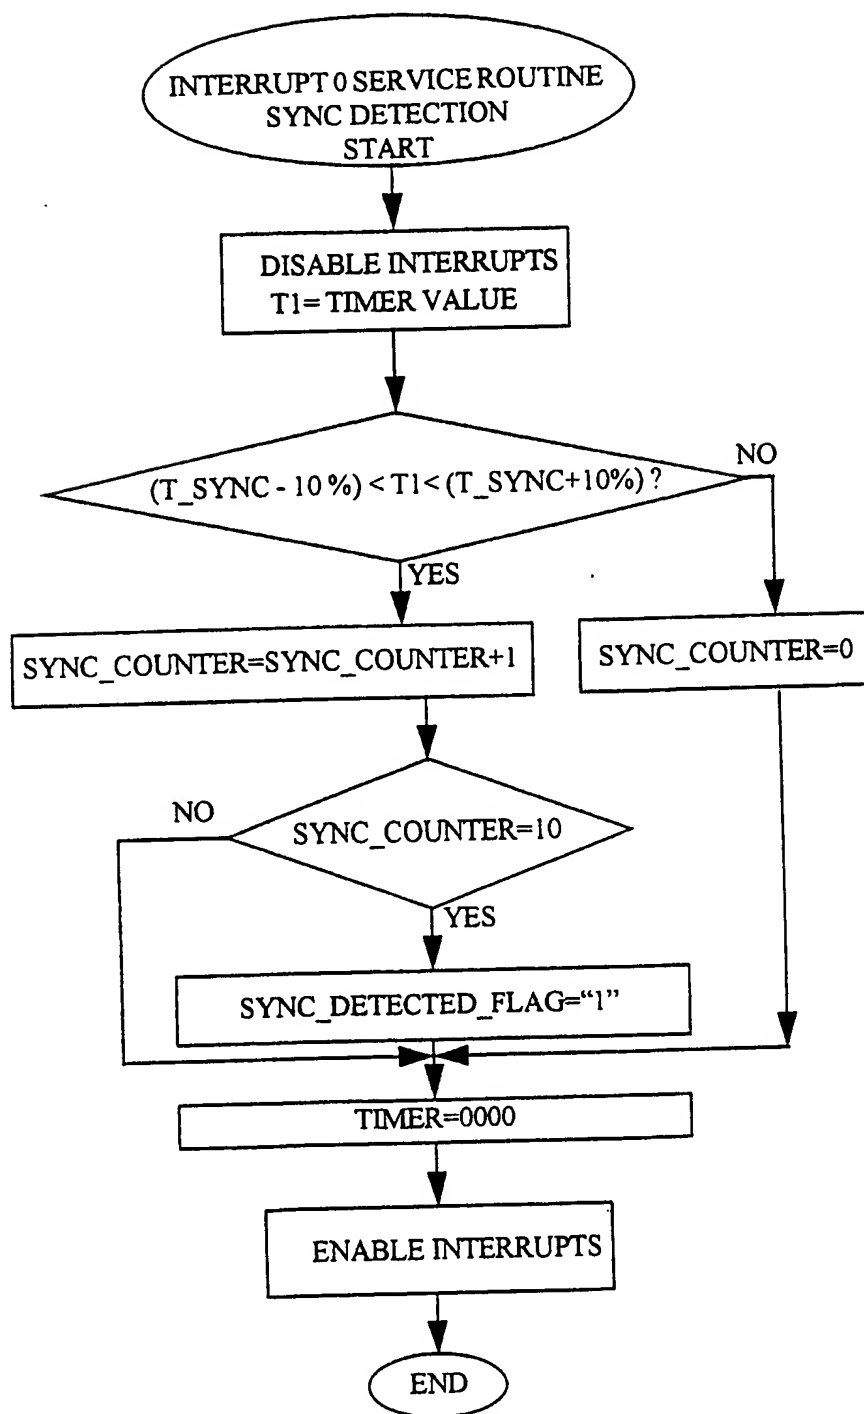 INTERRUPT 0 SERVICE ROUTINE
SYNC DETECTION
START
DISABLE INTERRUPTS
T1= TIMER VALUE
(T_SYNC - 10 %) < T1< (T_SYNC+10%) ?
NO
YES
SYNC_COUNTER=SYNC_COUNTER+1
SYNC_COUNTER=0
NO
SYNC_COUNTER=10
YES
SYNC_DETECTED_FLAG=“1”
TIMER=0000
ENABLE INTERRUPTS
END